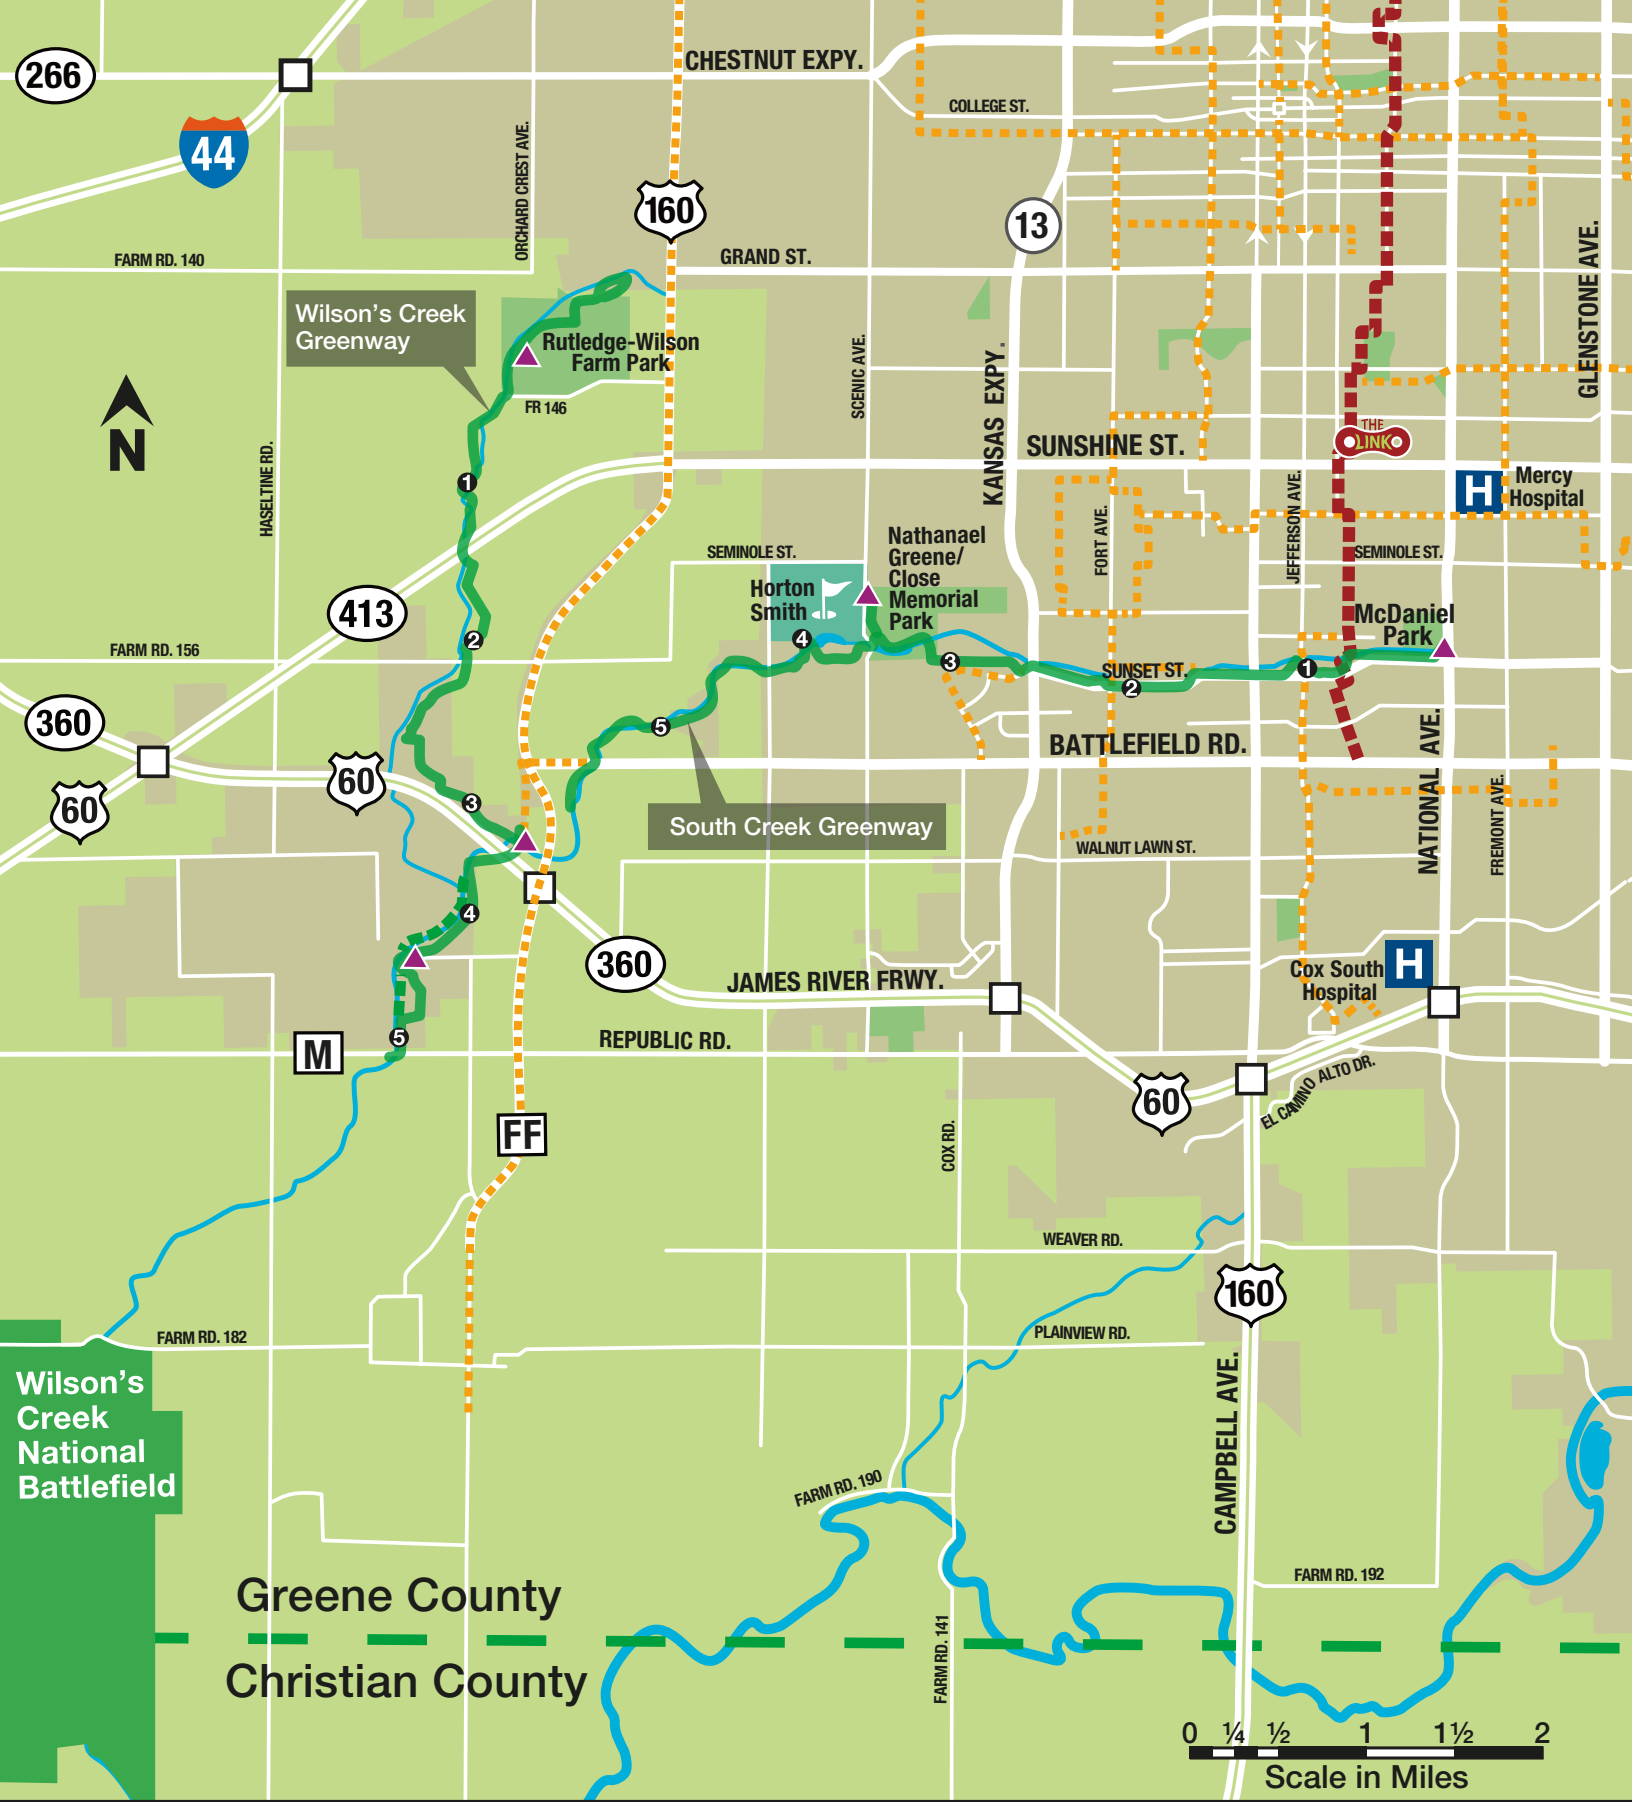 266
CHESTNUT EXPY.
COLLEGE ST.
44
ORCHARD CREST AVE.
160
13
GLENSTONE AVE.
FARM RD. 140
GRAND ST.
Wilson's Creek
Greenway
Rutledge-Wilson
Farm Park
FR 146
SCENIC AVE.
KANSAS EXPY.
N
HASELTINE RD.
SUNSHINE ST.
THE
LINK
H
Mercy
Hospital
1
SEMINOLE ST.
Nathanael
Greene/
Close
Memorial
Park
FORT AVE.
JEFFERSON AVE.
SEMINOLE ST.
Horton
Smith
413
McDaniel
Park
2
4
3
SUNSET ST.
2
1
FARM RD. 156
360
5
BATTLEFIELD RD.
NATIONAL AVE.
FREMONT AVE.
60
60
3
South Creek Greenway
WALNUT LAWN ST.
4
360
JAMES RIVER FRWY.
Cox South
Hospital
H
5
M
REPUBLIC RD.
EL CAMINO ALTO DR.
60
FF
COX RD.
WEAVER RD.
160
FARM RD. 182
PLAINVIEW RD.
Wilson's
Creek
National
Battlefield
CAMPBELL AVE.
FARM RD. 190
FARM RD. 192
Greene County
Christian County
FARM RD. 141
0 ¼ ½ 1 1½ 2
Scale in Miles